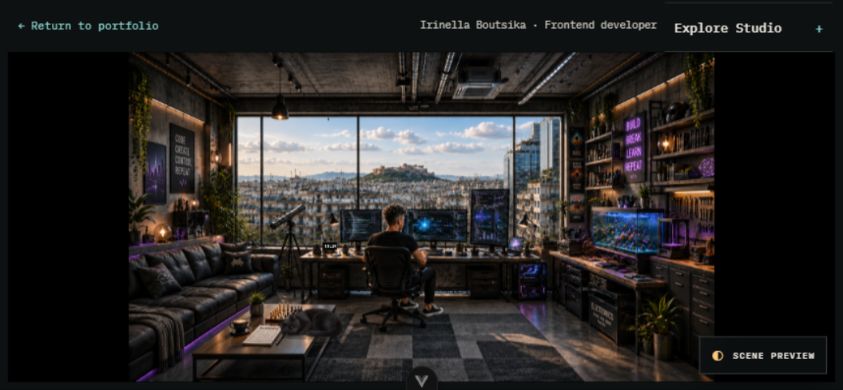 ← Return to portfolio
Irinella Boutsika · Frontend developer
Explore Studio +
CODE
CREATE
CONTROL
REPEAT
BUILD
BREAK
LEARN
REPEAT
SCENE PREVIEW